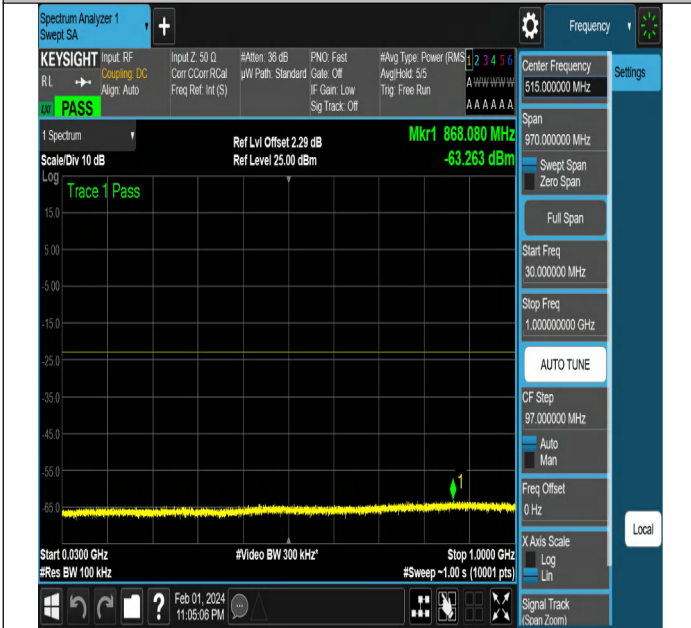 Spectrum Analyzer 1
Swept SA
+
Frequency
KEYSIGHT
RL
LXI
PASS
Input: RF
Coupling: DC
Align: Auto
Input Z: 50 Ω
Corr CCorr RCal
Freq Ref: Int (S)
#Atten: 36 dB
µW Path: Standard
PNO: Fast
Gate: Off
IF Gain: Low
Sig Track: Off
#Avg Type: Power (RMS
Avg|Hold: 5/5
Trig: Free Run
1 2 3 4 5 6
A W W W W W
A A A A A A
Center Frequency
515.000000 MHz
Settings
Span
970.000000 MHz
Swept Span
Zero Span
Full Span
Start Freq
30.000000 MHz
Stop Freq
1.000000000 GHz
AUTO TUNE
CF Step
97.000000 MHz
Auto
Man
Freq Offset
0 Hz
X Axis Scale
Log
Lin
Signal Track
(Span Zoom)
Local
1 Spectrum
Scale/Div 10 dB
Ref Lvl Offset 2.29 dB
Ref Level 25.00 dBm
Mkr1 868.080 MHz
-63.263 dBm
Log
Trace 1 Pass
15.0
5.00
-5.00
-15.0
-25.0
-35.0
-45.0
-55.0
-65.0
1
Start 0.0300 GHz
#Res BW 100 kHz
#Video BW 300 kHz*
Stop 1.0000 GHz
#Sweep ~1.00 s (10001 pts)
?
Feb 01, 2024
11:05:06 PM